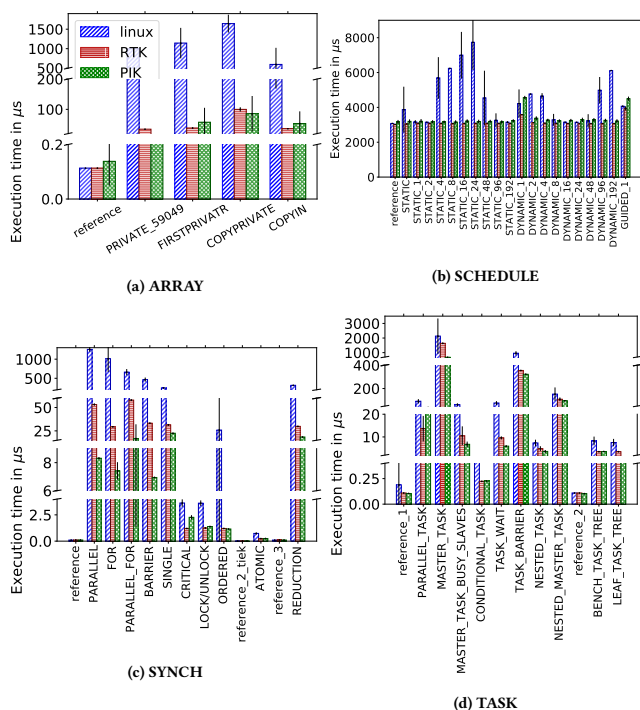 linux
RTK
PIK
Execution time in μs
1500
1000
500
100
0.2
0.0
reference
PRIVATE_59049
FIRSTPRIVATR
COPYPRIVATE
COPYIN
(a) ARRAY
Execution time in μs
8000
6000
4000
2000
0
reference
STATIC
STATIC_1
STATIC_2
STATIC_4
STATIC_8
STATIC_16
STATIC_24
STATIC_48
STATIC_96
STATIC_192
DYNAMIC_1
DYNAMIC_2
DYNAMIC_4
DYNAMIC_8
DYNAMIC_16
DYNAMIC_24
DYNAMIC_48
DYNAMIC_96
DYNAMIC_192
GUIDED_1
(b) SCHEDULE
Execution time in μs
1000
500
50
25
8
6
2.5
0.0
reference
PARALLEL
FOR
PARALLEL_FOR
BARRIER
SINGLE
CRITICAL
LOCK/UNLOCK
ORDERED
reference_2_tiek
ATOMIC
reference_3
REDUCTION
(c) SYNCH
Execution time in μs
3000
2000
1000
400
200
20
10
0.25
0.00
reference_1
PARALLEL_TASK
MASTER_TASK
MASTER_TASK_BUSY_SLAVES
CONDITIONAL_TASK
TASK_WAIT
TASK_BARRIER
NESTED_TASK
NESTED_MASTER_TASK
reference_2
BENCH_TASK_TREE
LEAF_TASK_TREE
(d) TASK